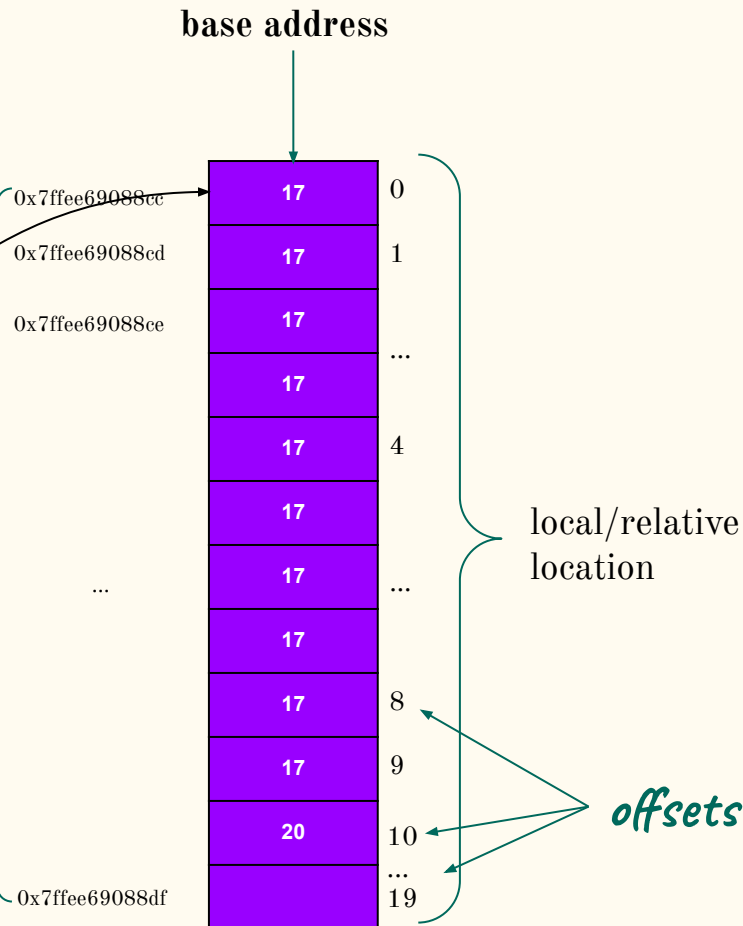 base address
0x7ffee69088cc 17 0
0x7ffee69088cd 17 1
0x7ffee69088ce 17
...
17
17 4
17
... 17 ...
17
17 8
17 9
20 10
...
0x7ffee69088df 19
local/relative
location
offsets